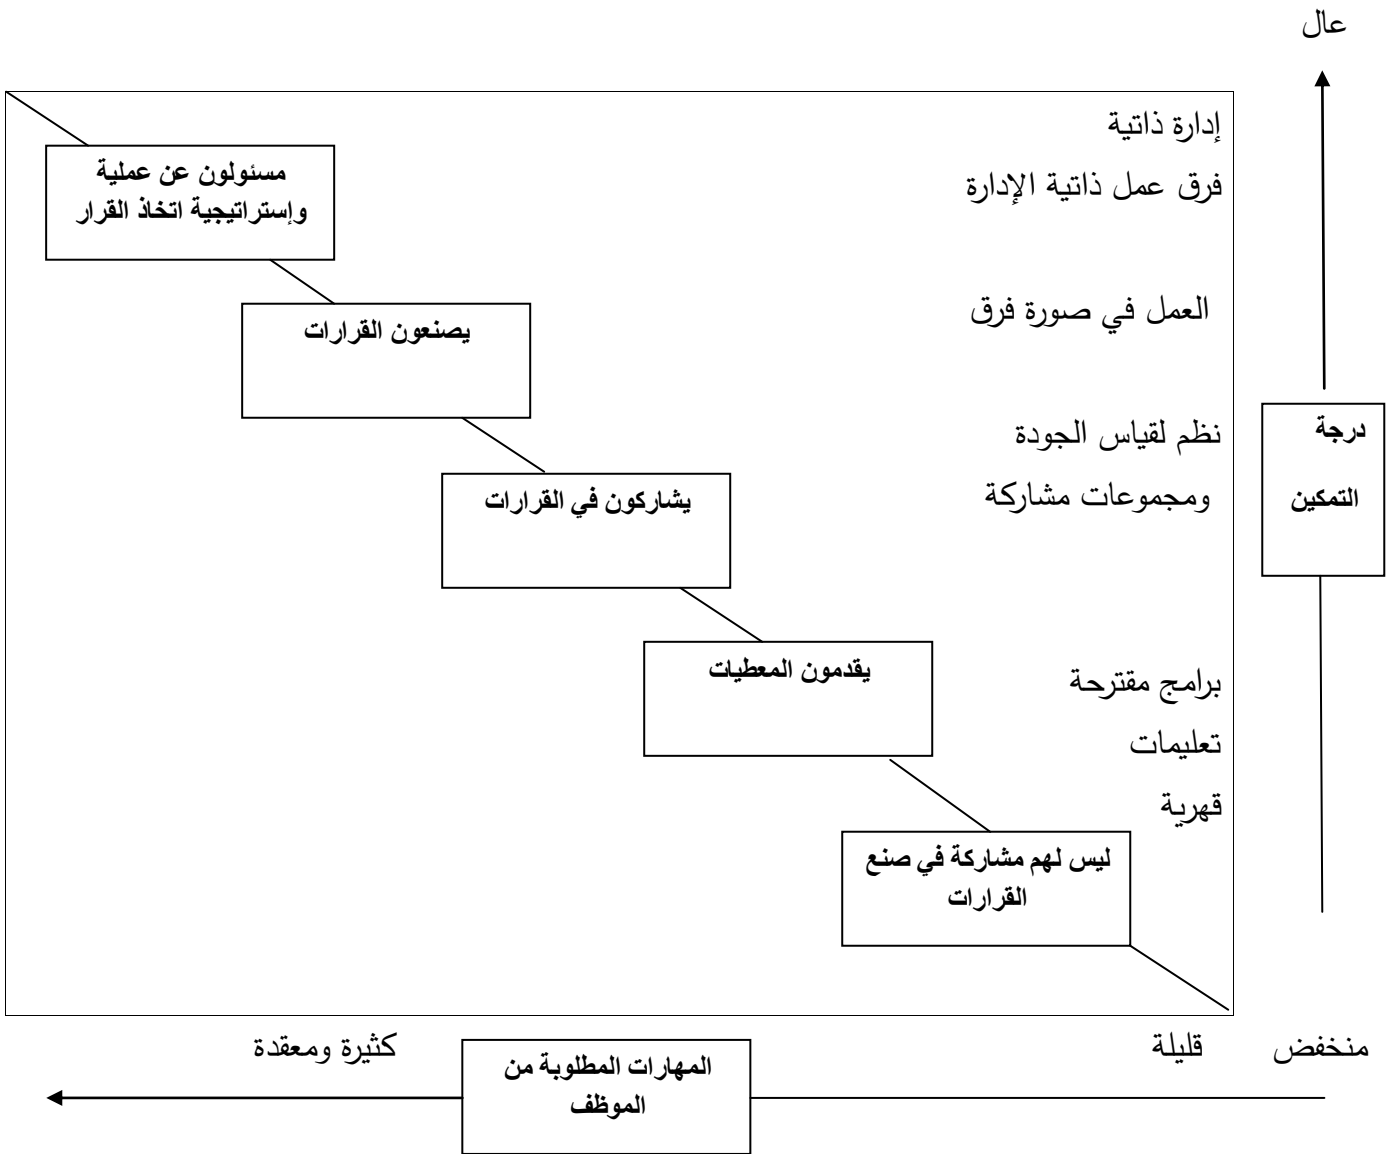 عال
إدارة ذاتية
فرق عمل ذاتية الإدارة
مسئولون عن عملية
وإستراتيجية اتخاذ القرار
العمل في صورة فرق
يصنعون القرارات
درجة
التمكين
نظم لقياس الجودة
ومجموعات مشاركة
يشاركون في القرارات
برامج مقترحة
تعليمات
قهرية
يقدمون المعطيات
ليس لهم مشاركة في صنع
القرارات
منخفض
قليلة
كثيرة ومعقدة
المهارات المطلوبة من
الموظف